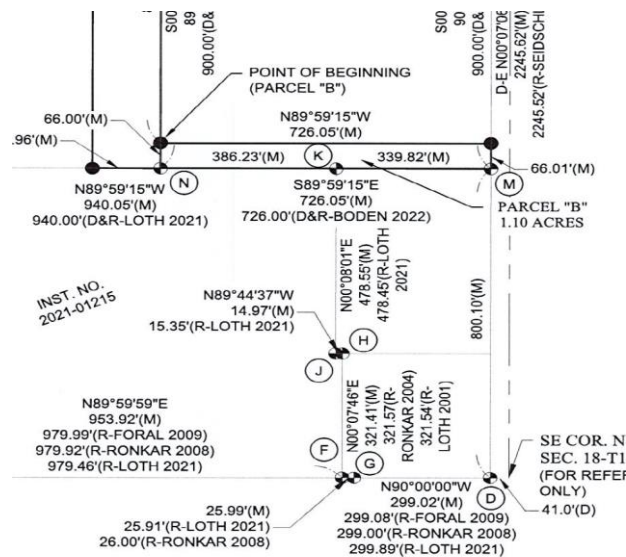 S00
89
900.00'(D&
S00
90
900.00'(D&
D-E N00°07'06
2245.62'(M)
2245.52'(R-SEIDSCHI
POINT OF BEGINNING
(PARCEL "B")
66.00'(M)
N89°59'15"W
726.05'(M)
.96'(M)
386.23'(M)
K
339.82'(M)
66.01'(M)
N89°59'15"W
940.05'(M)
940.00'(D&R-LOTH 2021)
N
S89°59'15"E
726.05'(M)
726.00'(D&R-BODEN 2022)
M
PARCEL "B"
1.10 ACRES
INST. NO.
2021-01215
N00°08'01"E
478.55'(M)
478.45'(R-LOTH
2021)
N89°44'37"W
14.97'(M)
15.35'(R-LOTH 2021)
H
J
800.10'(M)
N89°59'59"E
953.92'(M)
979.99'(R-FORAL 2009)
979.92'(R-RONKAR 2008)
979.46'(R-LOTH 2021)
N00°07'46"E
321.41'(M)
321.57(R-
RONKAR 2004)
321.54'(R-
LOTH 2001)
F
G
25.99'(M)
25.91'(R-LOTH 2021)
26.00'(R-RONKAR 2008)
N90°00'00"W
299.02'(M)
299.08'(R-FORAL 2009)
299.00'(R-RONKAR 2008)
299.89'(R-LOTH 2021)
D
SE COR. N
SEC. 18-T1
(FOR REFER
ONLY)
41.0'(D)